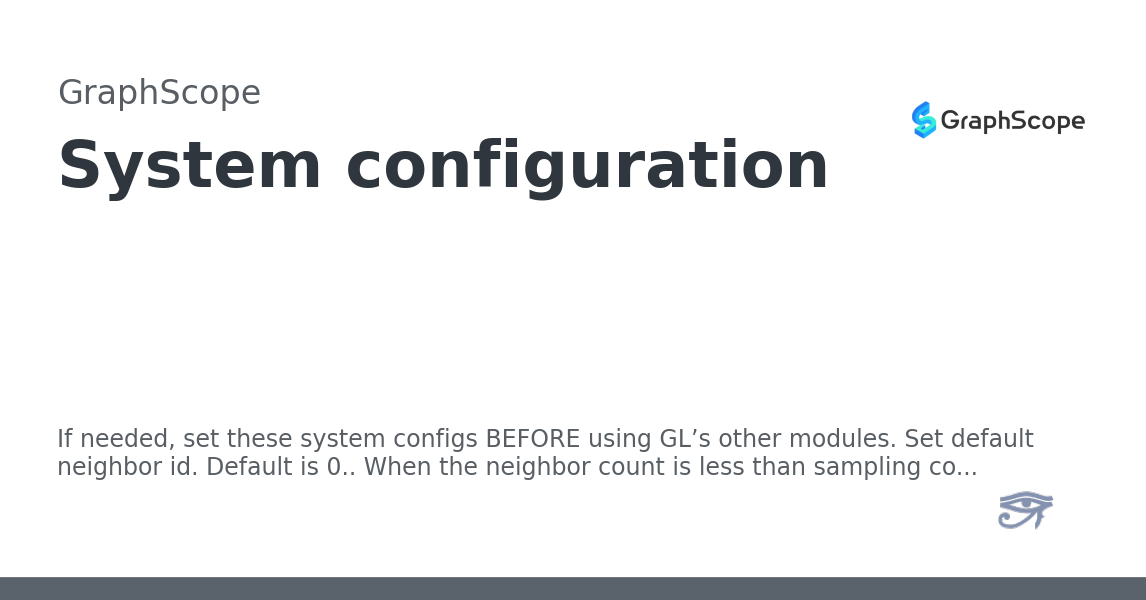 GraphScope
GraphScope
System configuration
If needed, set these system configs BEFORE using GL’s other modules. Set default
neighbor id. Default is 0.. When the neighbor count is less than sampling co...